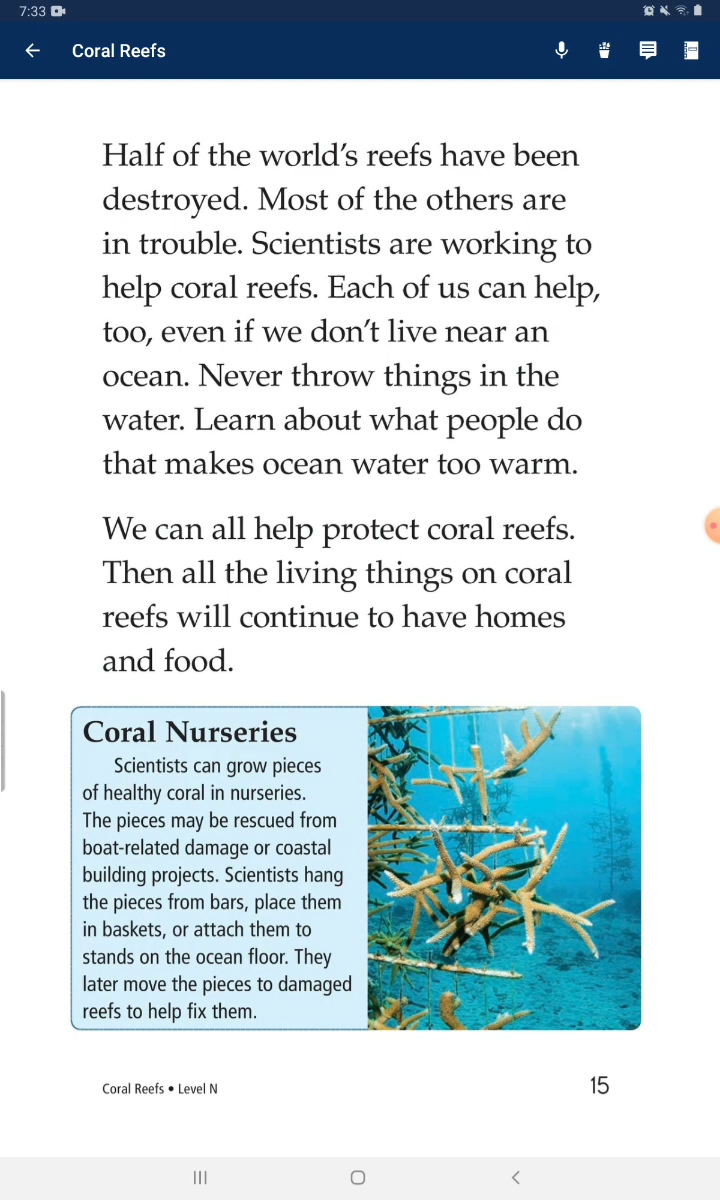 7:33
Coral Reefs
Half of the world's reefs have been
destroyed. Most of the others are
in trouble. Scientists are working to
help coral reefs. Each of us can help,
too, even if we don't live near an
ocean. Never throw things in the
water. Learn about what people do
that makes ocean water too warm.
We can all help protect coral reefs.
Then all the living things on coral
reefs will continue to have homes
and food.
Coral Nurseries
Scientists can grow pieces
of healthy coral in nurseries.
The pieces may be rescued from
boat-related damage or coastal
building projects. Scientists hang
the pieces from bars, place them
in baskets, or attach them to
stands on the ocean floor. They
later move the pieces to damaged
reefs to help fix them.
Coral Reefs • Level N
15